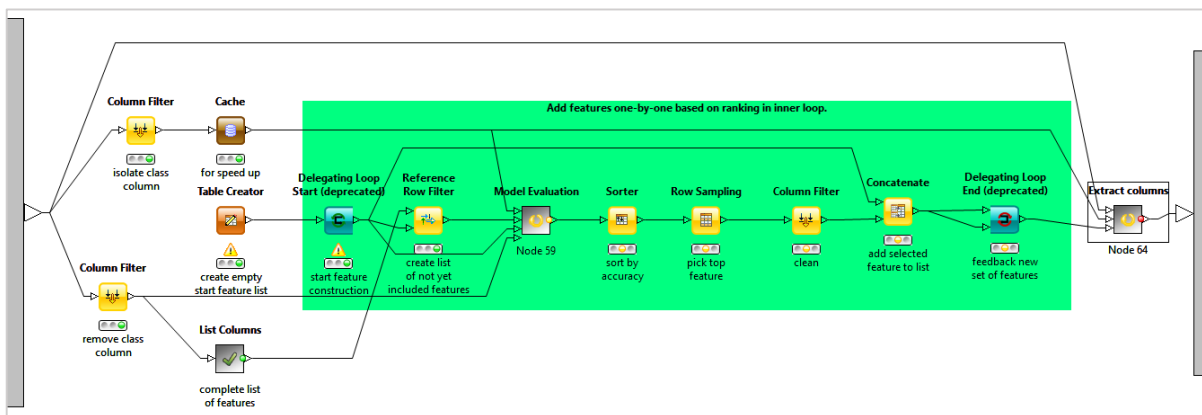 Add features one-by-one based on ranking in inner loop.
Column Filter
isolate class
column
Cache
for speed up
Table Creator
create empty
start feature list
Delegating Loop
Start (deprecated)
start feature
construction
Reference
Row Filter
create list
of not yet
included features
Model Evaluation
Node 59
Sorter
sort by
accuracy
Row Sampling
pick top
feature
Column Filter
clean
Concatenate
add selected
feature to list
Delegating Loop
End (deprecated)
feedback new
set of features
Extract columns
Node 64
Column Filter
remove class
column
List Columns
complete list
of features